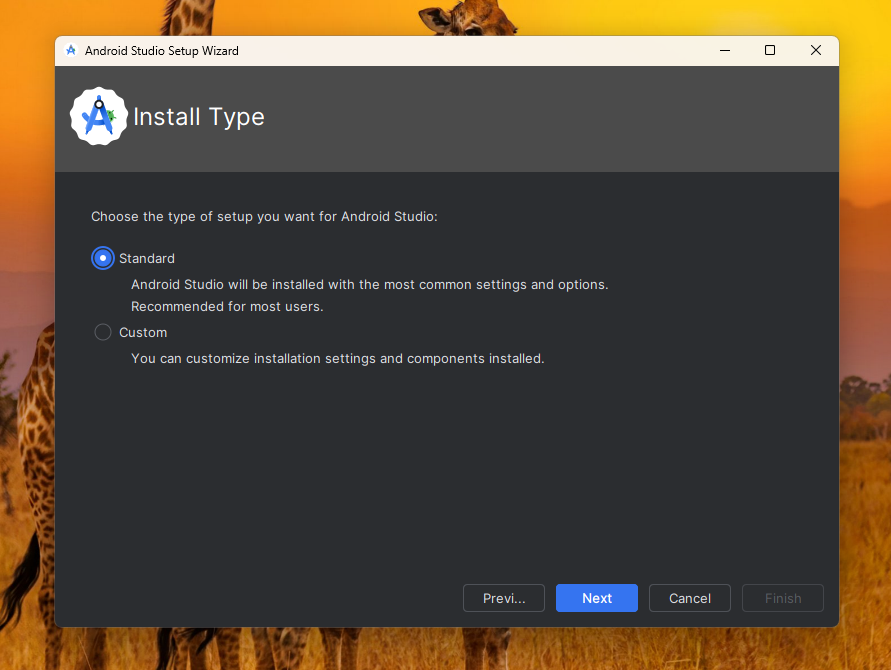 Android Studio Setup Wizard
Install Type
Choose the type of setup you want for Android Studio:
Standard
Android Studio will be installed with the most common settings and options.
Recommended for most users.
Custom
You can customize installation settings and components installed.
Previ... Next Cancel Finish